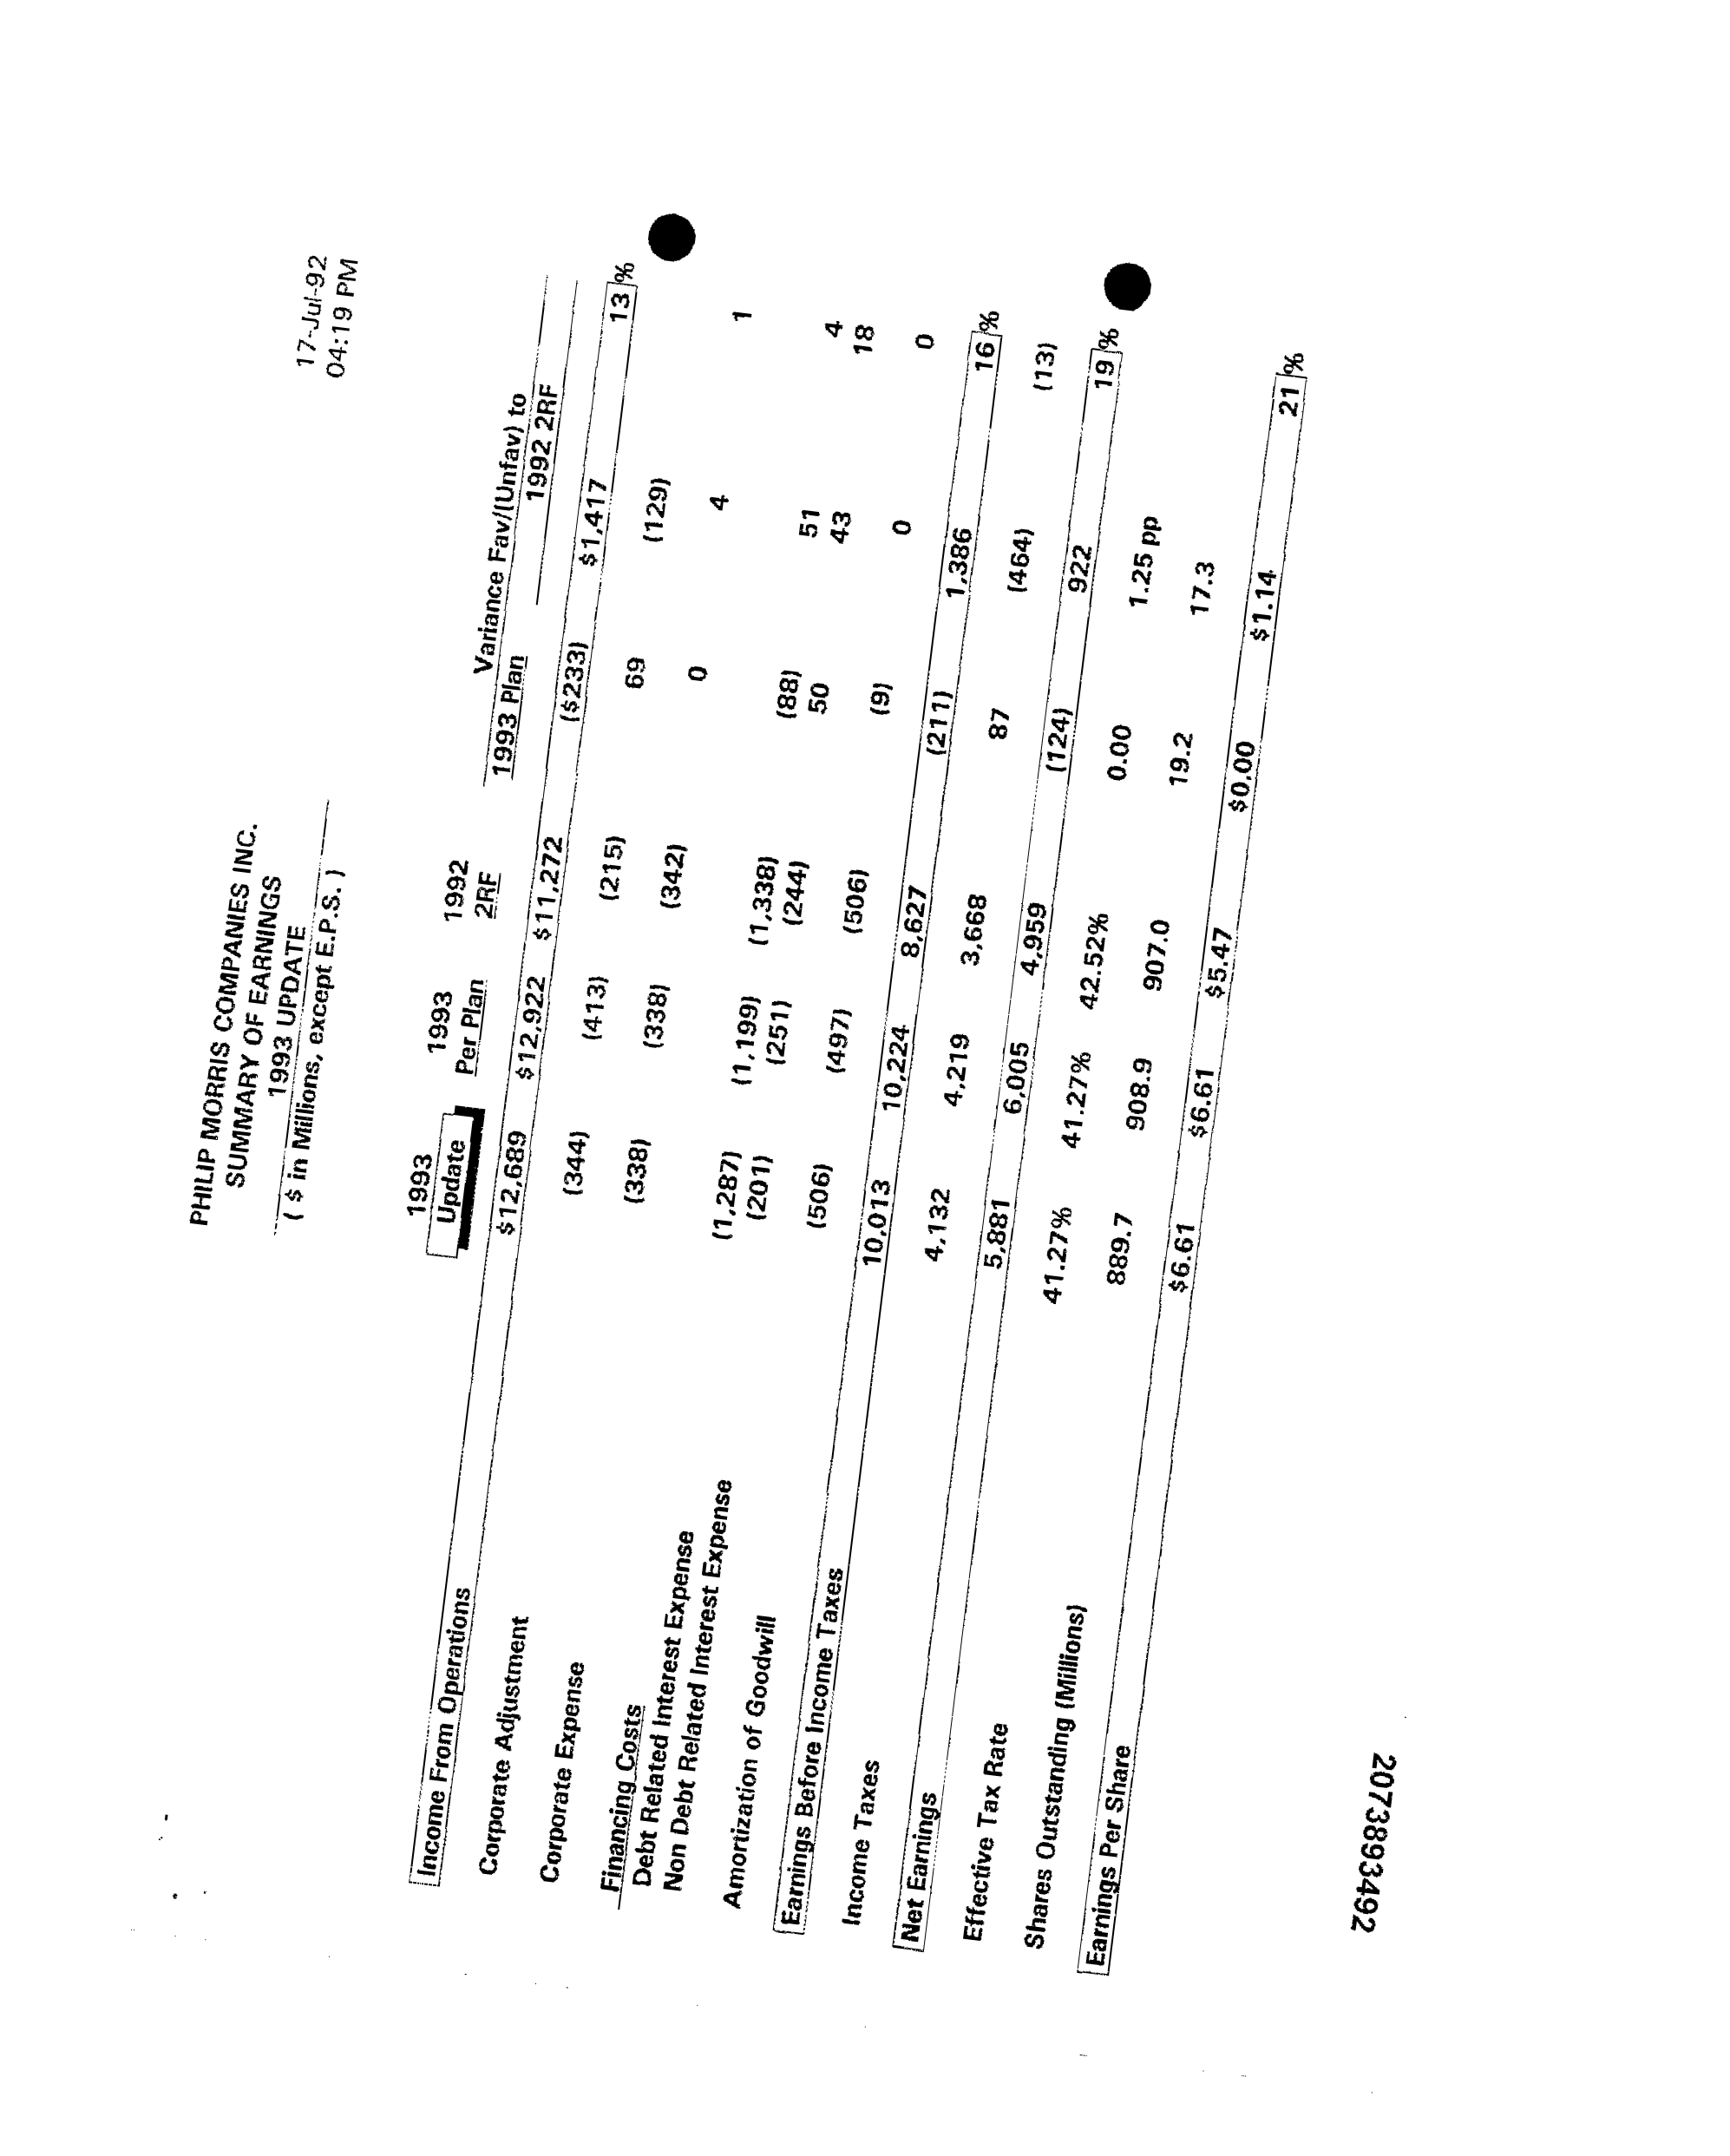 17-Jul-92
04:19 PM
PHILIP MORRIS COMPANIES INC.
SUMMARY OF EARNINGS
1993 UPDATE
( $ in Millions, except E.P.S. )
Variance Fav/(Unfav) to
1993 Update 1993 Per Plan 1992 2RF 1993 Plan 1992 2RF
Income From Operations $12,689 $12,922 $11,272 ($233) $1,417 13 %
Corporate Adjustment (344) (413) (215) 69 (129)
Corporate Expense (338) (338) (342) 0 4 1
Financing Costs
Debt Related Interest Expense (1,287) (1,199) (1,338) (88) 51 4
Non Debt Related Interest Expense (201) (251) (244) 50 43 18
Amortization of Goodwill (506) (497) (506) (9) 0 0
Earnings Before Income Taxes 10,013 10,224 8,627 (211) 1,386 16 %
Income Taxes 4,132 4,219 3,668 87 (464) (13)
Net Earnings 5,881 6,005 4,959 (124) 922 19 %
Effective Tax Rate 41.27% 41.27% 42.52% 0.00 1.25 pp
Shares Outstanding (Millions) 889.7 908.9 907.0 19.2 17.3
Earnings Per Share $6.61 $6.61 $5.47 $0.00 $1.14 21 %
2073893492